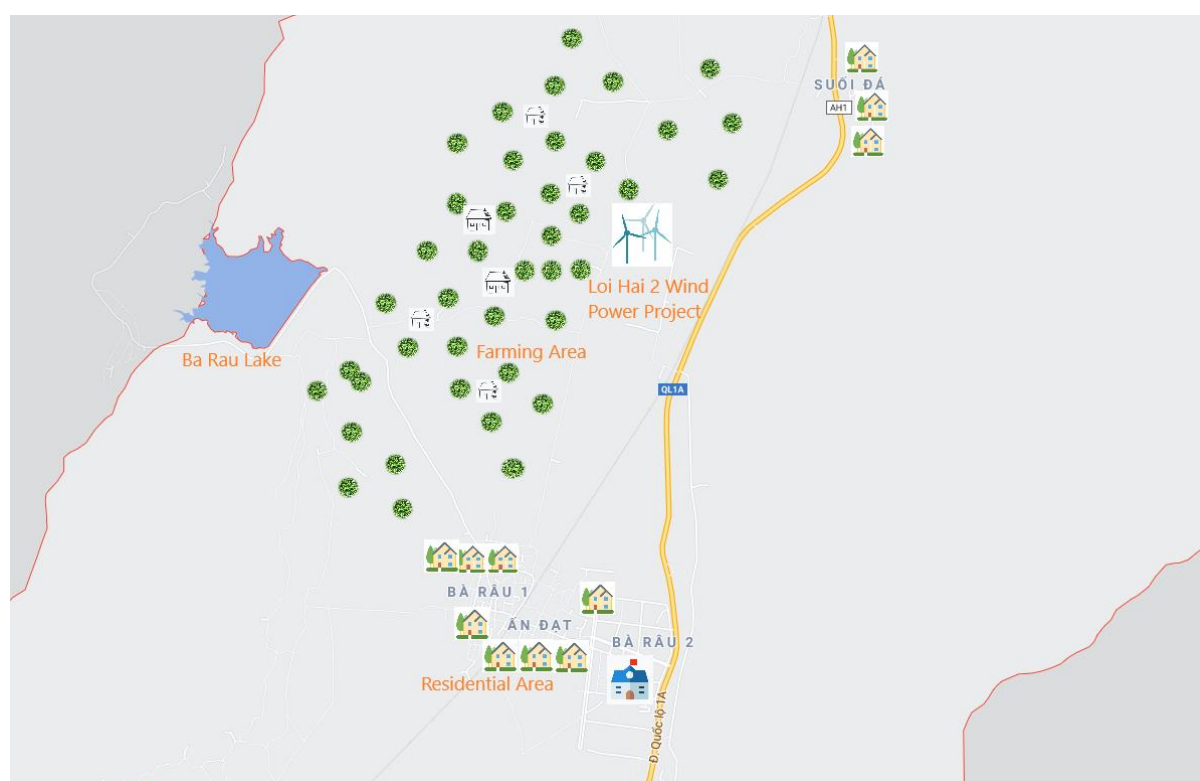 SUỐI ĐÁ
AH1
Loi Hai 2 Wind
Power Project
Ba Rau Lake
Farming Area
QL1A
BÀ RÂU 1
ẤN ĐẠT
BÀ RÂU 2
Residential Area
Đ. Quốc lộ 1A